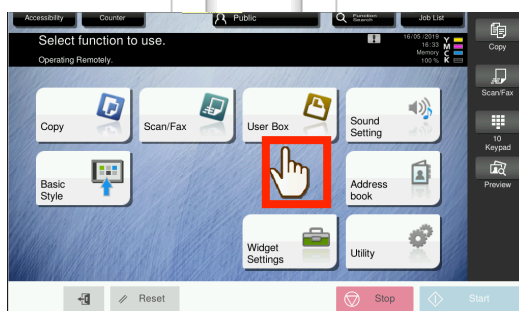 Accessibility
Counter
Public
Function Search
Job List
Select function to use.
Operating Remotely.
16/05 /2019
16:33
Memory
100 %
Y
M
C
K
Copy
Scan/Fax
10
Keypad
Preview
Copy
Scan/Fax
User Box
Sound
Setting
Basic
Style
Address
book
Widget
Settings
Utility
Reset
Stop
Start